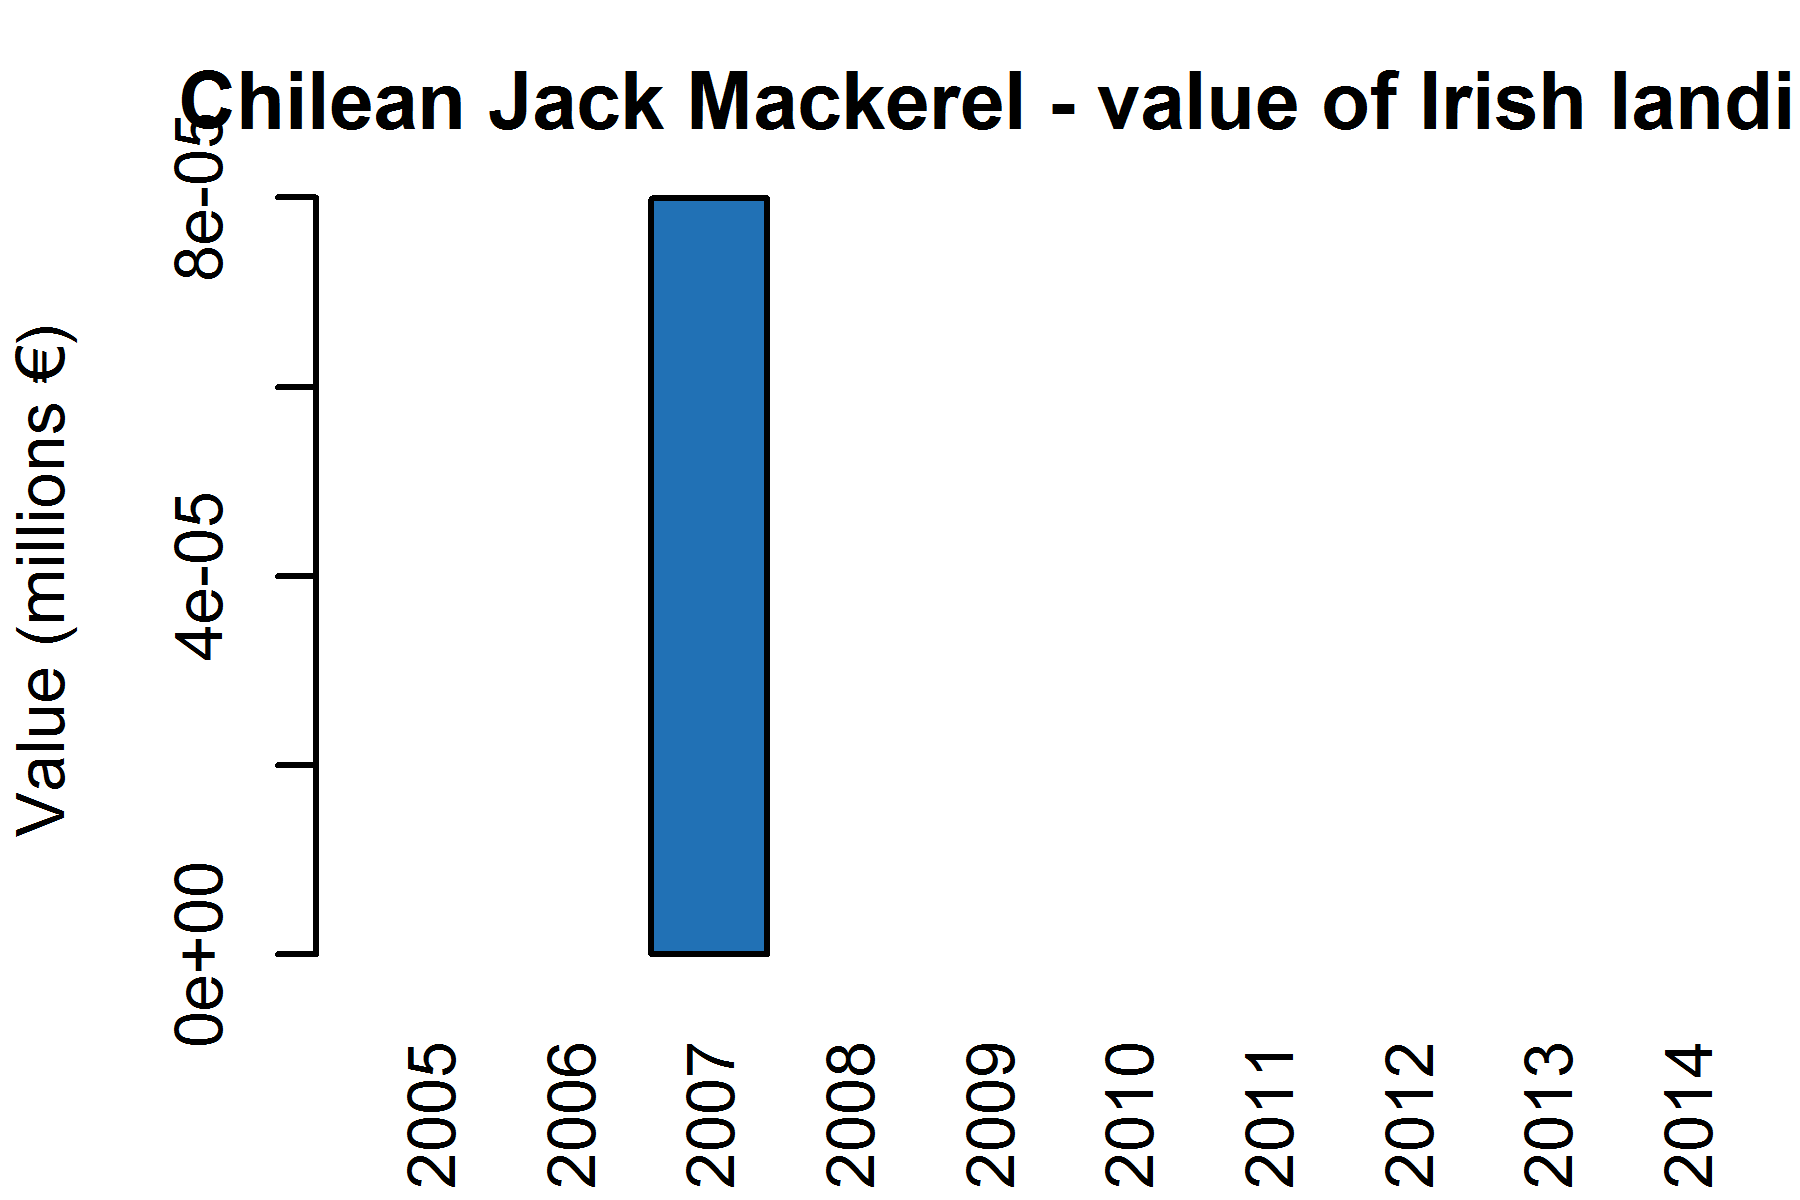 Chilean Jack Mackerel - value of Irish landi
Value (millions €)
8e-05
4e-05
0e+00
2005
2006
2007
2008
2009
2010
2011
2012
2013
2014